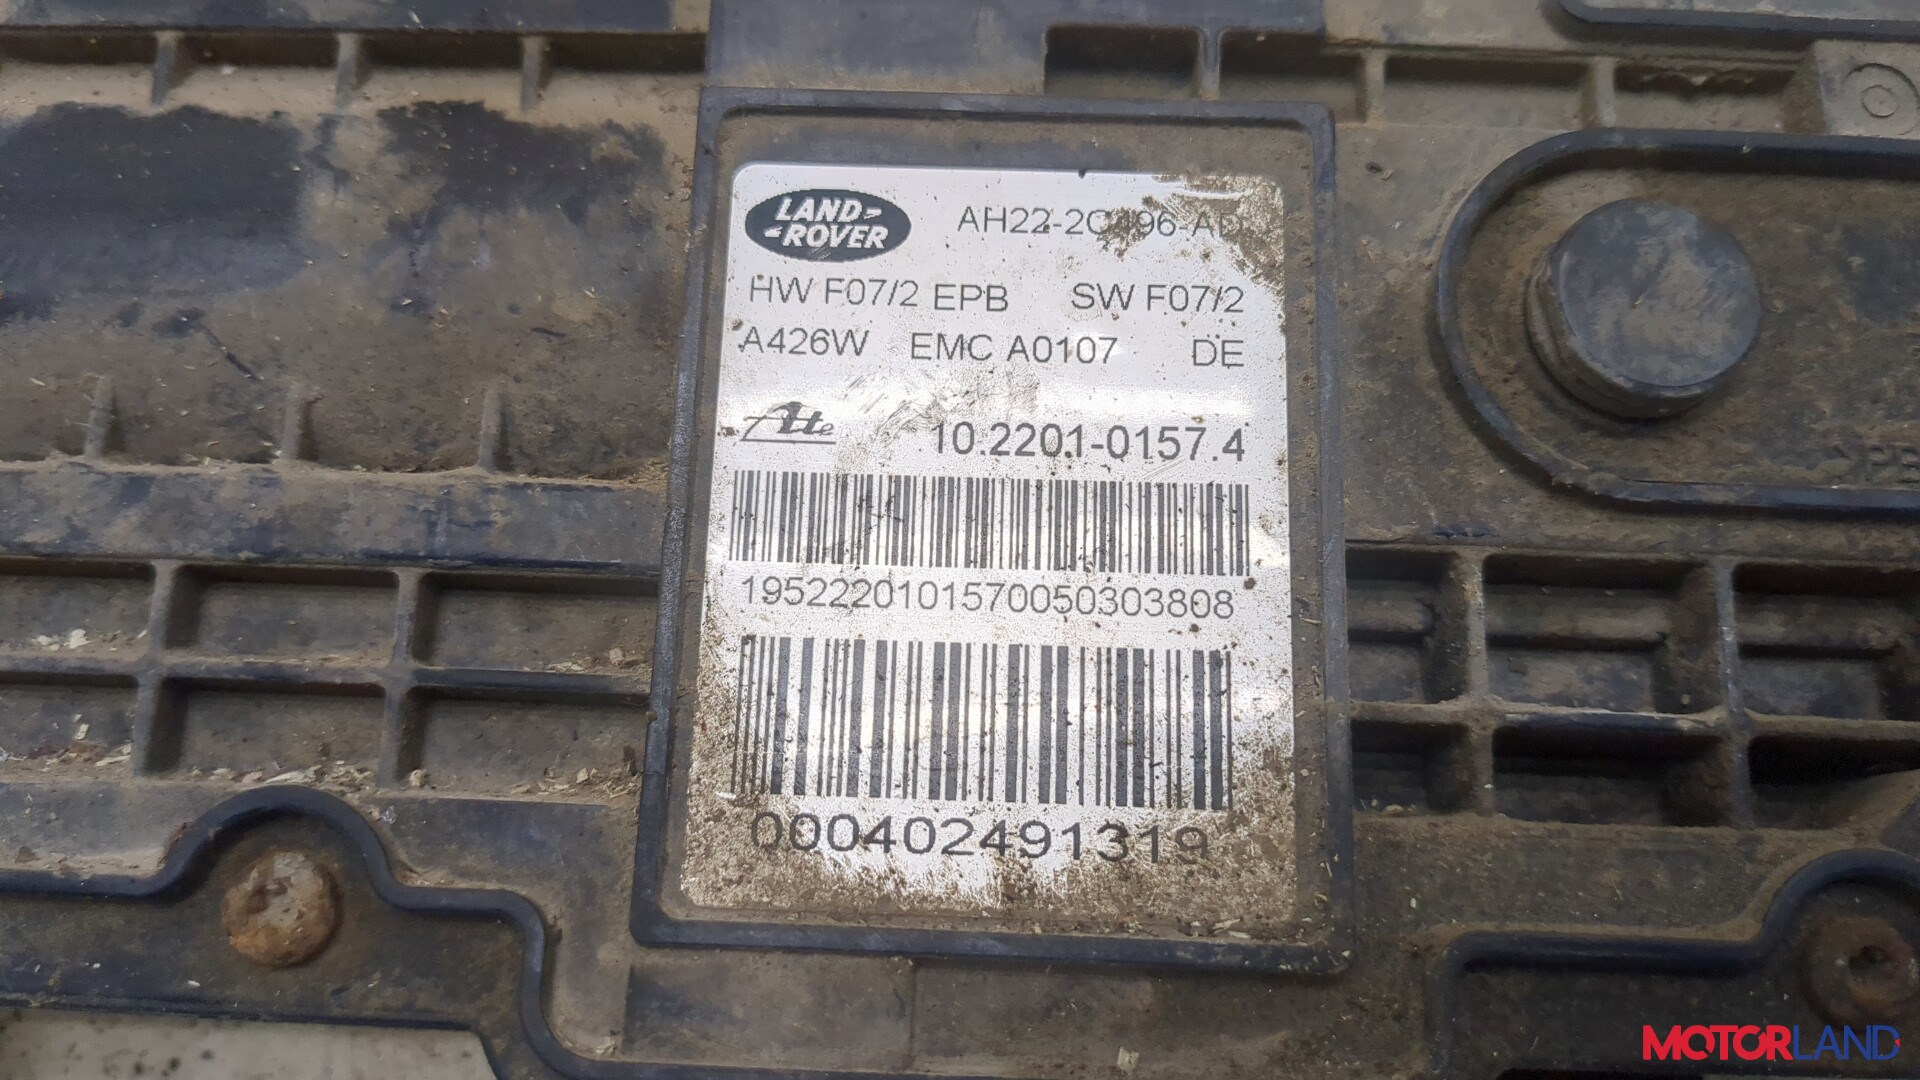 LAND-
-ROVER
AH22-2C496-AD
HW F07/2 EPB SW F07/2
A426W EMC A0107 DE
Ate 10.2201-0157.4
1952220101570050303808
000402491319
MOTORLAND